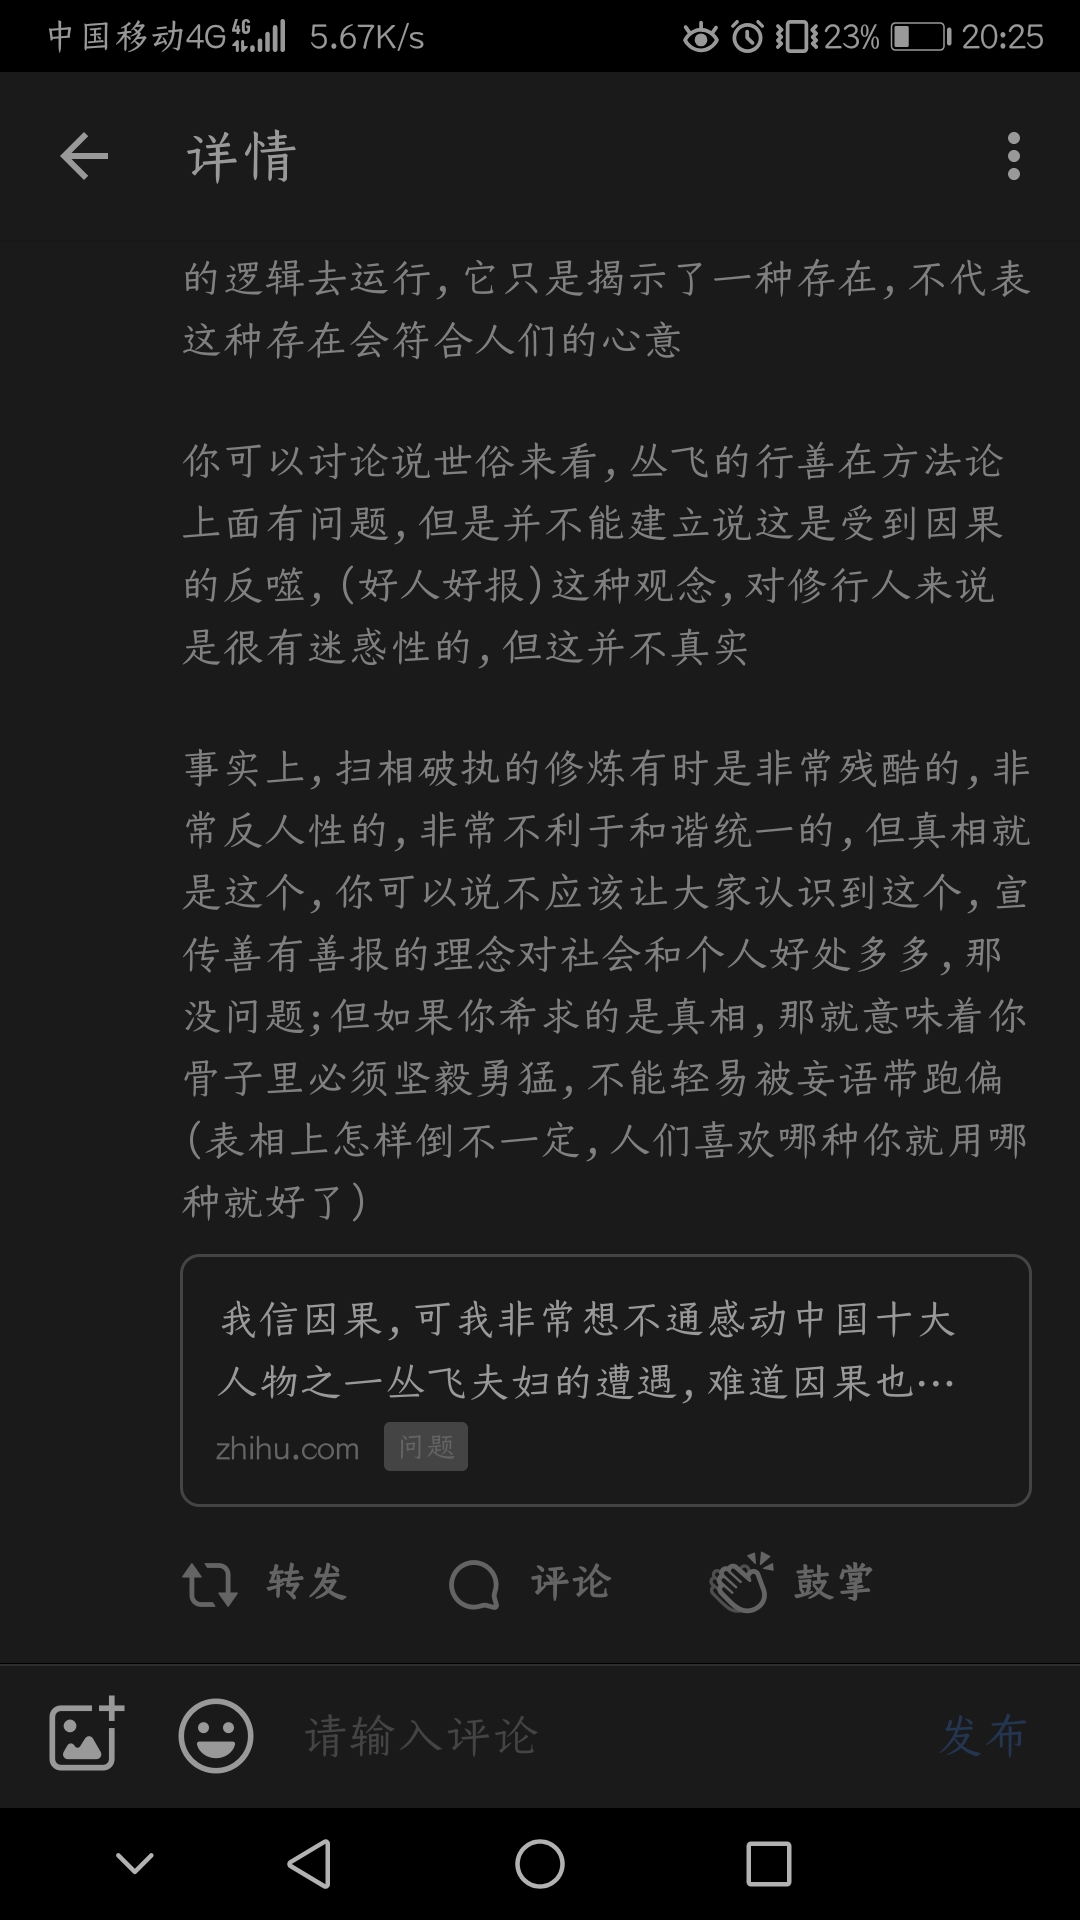 中国移动4G 4G 5.67K/s 23% 20:25
详情
的逻辑去运行,它只是揭示了一种存在,不代表
这种存在会符合人们的心意
你可以讨论说世俗来看,丛飞的行善在方法论
上面有问题,但是并不能建立说这是受到因果
的反噬,(好人好报)这种观念,对修行人来说
是很有迷惑性的,但这并不真实
事实上,扫相破执的修炼有时是非常残酷的,非
常反人性的,非常不利于和谐统一的,但真相就
是这个,你可以说不应该让大家认识到这个,宣
传善有善报的理念对社会和个人好处多多,那
没问题;但如果你希求的是真相,那就意味着你
骨子里必须坚毅勇猛,不能轻易被妄语带跑偏
(表相上怎样倒不一定,人们喜欢哪种你就用哪
种就好了)
我信因果,可我非常想不通感动中国十大
人物之一丛飞夫妇的遭遇,难道因果也…
zhihu.com 问题
转发 评论 鼓掌
请输入评论 发布